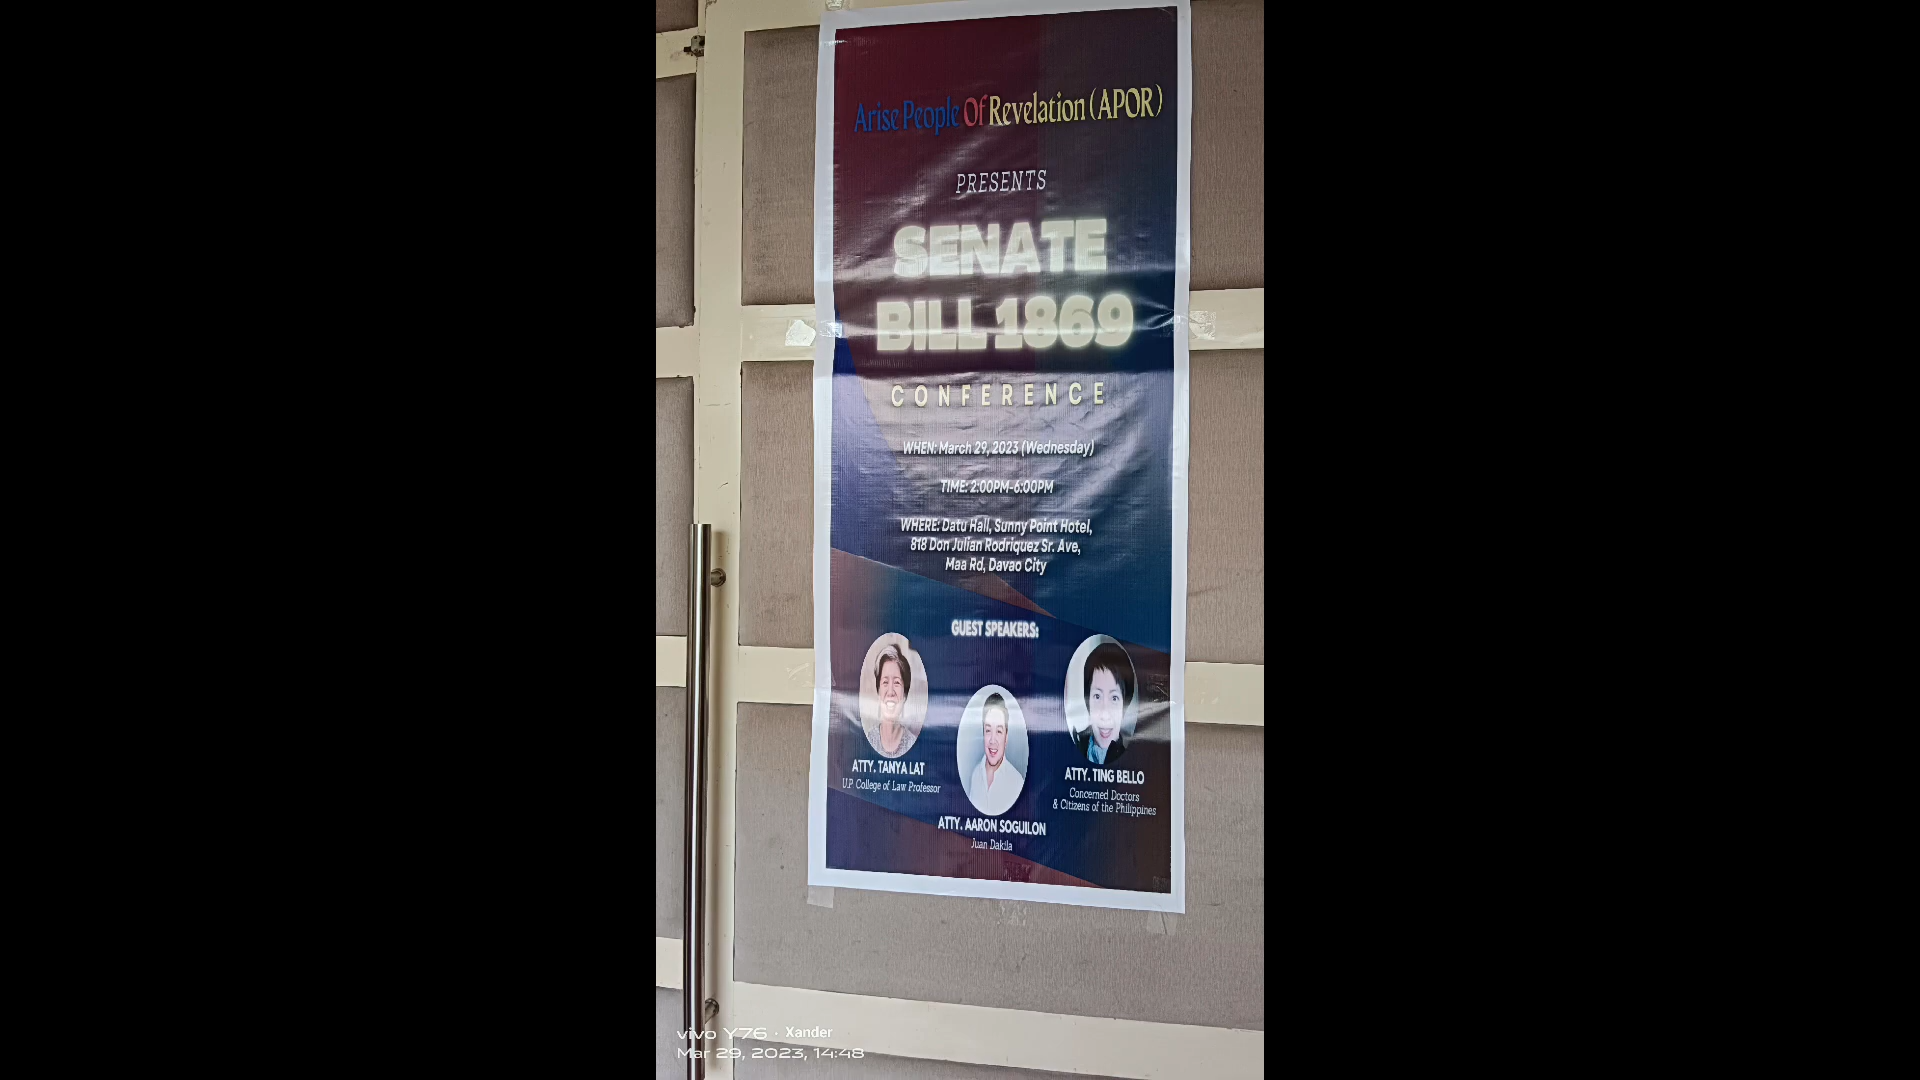 Arise People Of Revelation (APOR)
PRESENTS
SENATE
BILL 1869
CONFERENCE
WHEN: March 29, 2023 (Wednesday)
TIME: 2:00PM-6:00PM
WHERE: Datu Hall, Sunny Point Hotel,
818 Don Julian Rodriquez Sr. Ave,
Maa Rd, Davao City
GUEST SPEAKERS:
ATTY. TANYA LAT
U.P. College of Law Professor
ATTY. AARON SOGUILON
Juan Dakila
ATTY. TING BELLO
Concerned Doctors
& Citizens of the Philippines
vivo Y76 · Xander
Mar 29, 2023, 14:48